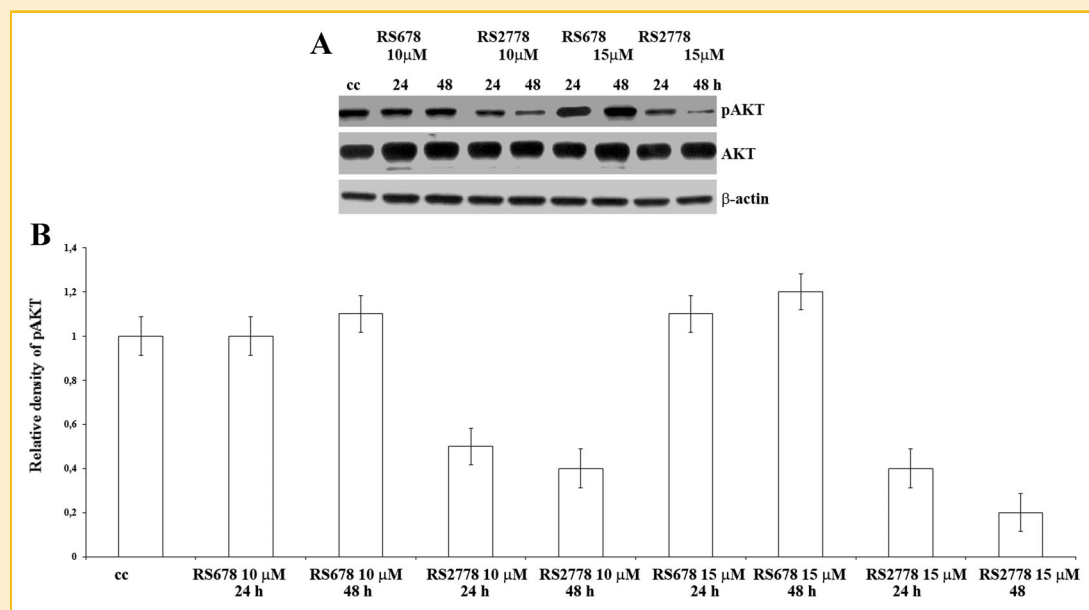 A
RS678 RS2778 RS678 RS2778
10µM 10µM 15µM 15µM
cc 24 48 24 48 24 48 24 48 h
pAKT
AKT
β-actin
B
Relative density of pAKT
1,4
1,2
1
0,8
0,6
0,4
0,2
0
cc RS678 10 µM RS678 10 µM RS2778 10 µM RS2778 10 µM RS678 15 µM RS678 15 µM RS2778 15 µM RS2778 15 µM
24 h 48 h 24 h 48 h 24 h 48 h 24 h 48